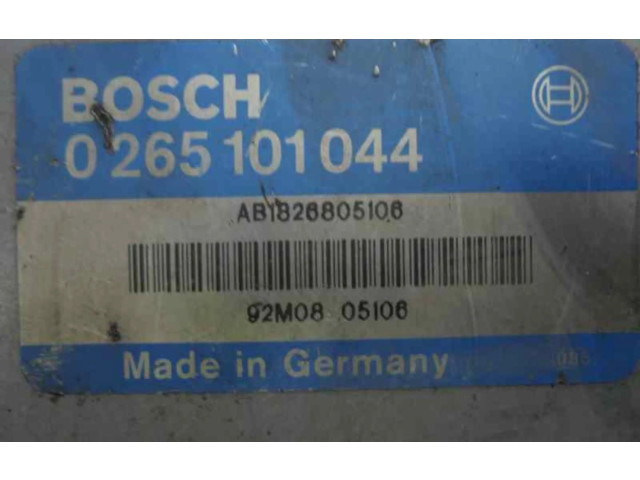 BOSCH
0 265 101 044
AB1826805106
92M08 05106
Made in Germany